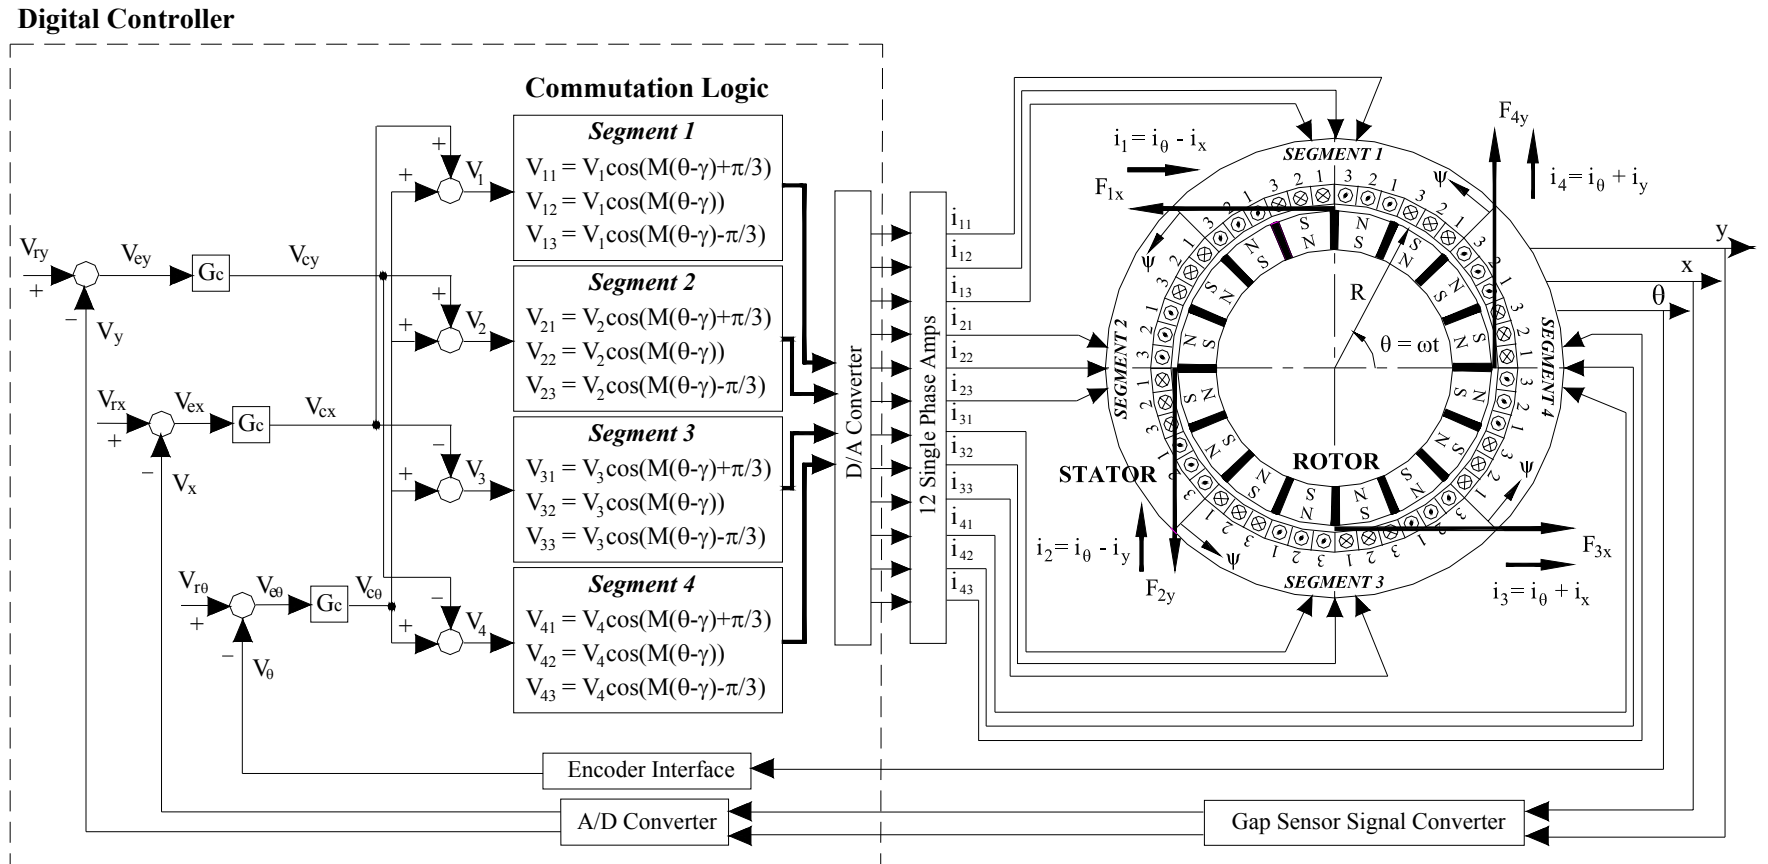 Digital Controller
Commutation Logic
Segment 1
V11 = V1cos(M(θ-γ)+π/3)
V12 = V1cos(M(θ-γ))
V13 = V1cos(M(θ-γ)-π/3)
Segment 2
V21 = V2cos(M(θ-γ)+π/3)
V22 = V2cos(M(θ-γ))
V23 = V2cos(M(θ-γ)-π/3)
Segment 3
V31 = V3cos(M(θ-γ)+π/3)
V32 = V3cos(M(θ-γ))
V33 = V3cos(M(θ-γ)-π/3)
Segment 4
V41 = V4cos(M(θ-γ)+π/3)
V42 = V4cos(M(θ-γ))
V43 = V4cos(M(θ-γ)-π/3)
Vry
+
−
Vey
Gc
Vcy
Vy
Vrx
+
−
Vex
Gc
Vcx
Vx
Vrθ
+
−
Veθ
Gc
Vcθ
Vθ
+
+
V1
+
+
V2
−
+
V3
−
+
V4
D/A Converter
12 Single Phase Amps
i11
i12
i13
i21
i22
i23
i31
i32
i33
i41
i42
i43
i1 = iθ - ix
F1x
SEGMENT 1
ψ
F4y
i4 = iθ + iy
y
x
θ
R
θ = ωt
SEGMENT 2
ψ
SEGMENT 4
ROTOR
STATOR
i2 = iθ - iy
F2y
ψ
SEGMENT 3
ψ
F3x
i3 = iθ + ix
Encoder Interface
A/D Converter
Gap Sensor Signal Converter